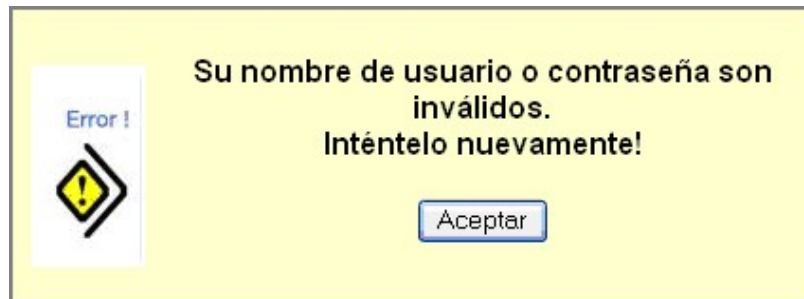 Su nombre de usuario o contraseña son
inválidos.
Inténtelo nuevamente!
Error !
Aceptar